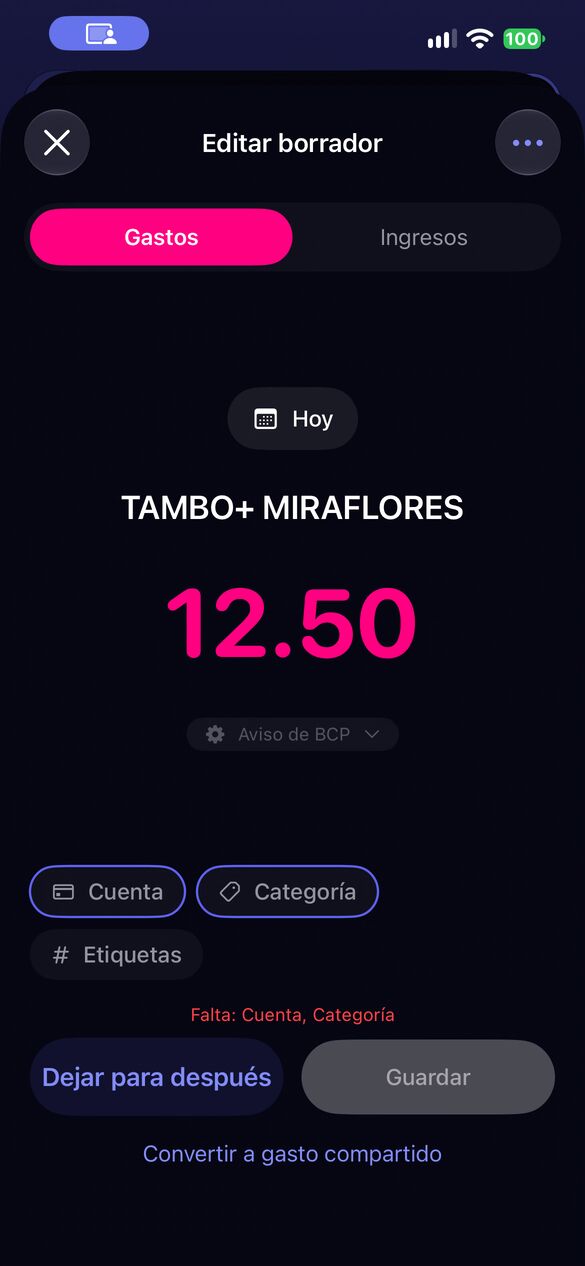 100
Editar borrador
Gastos
Ingresos
Hoy
TAMBO+ MIRAFLORES
12.50
Aviso de BCP
Cuenta
Categoría
# Etiquetas
Falta: Cuenta, Categoría
Dejar para después
Guardar
Convertir a gasto compartido